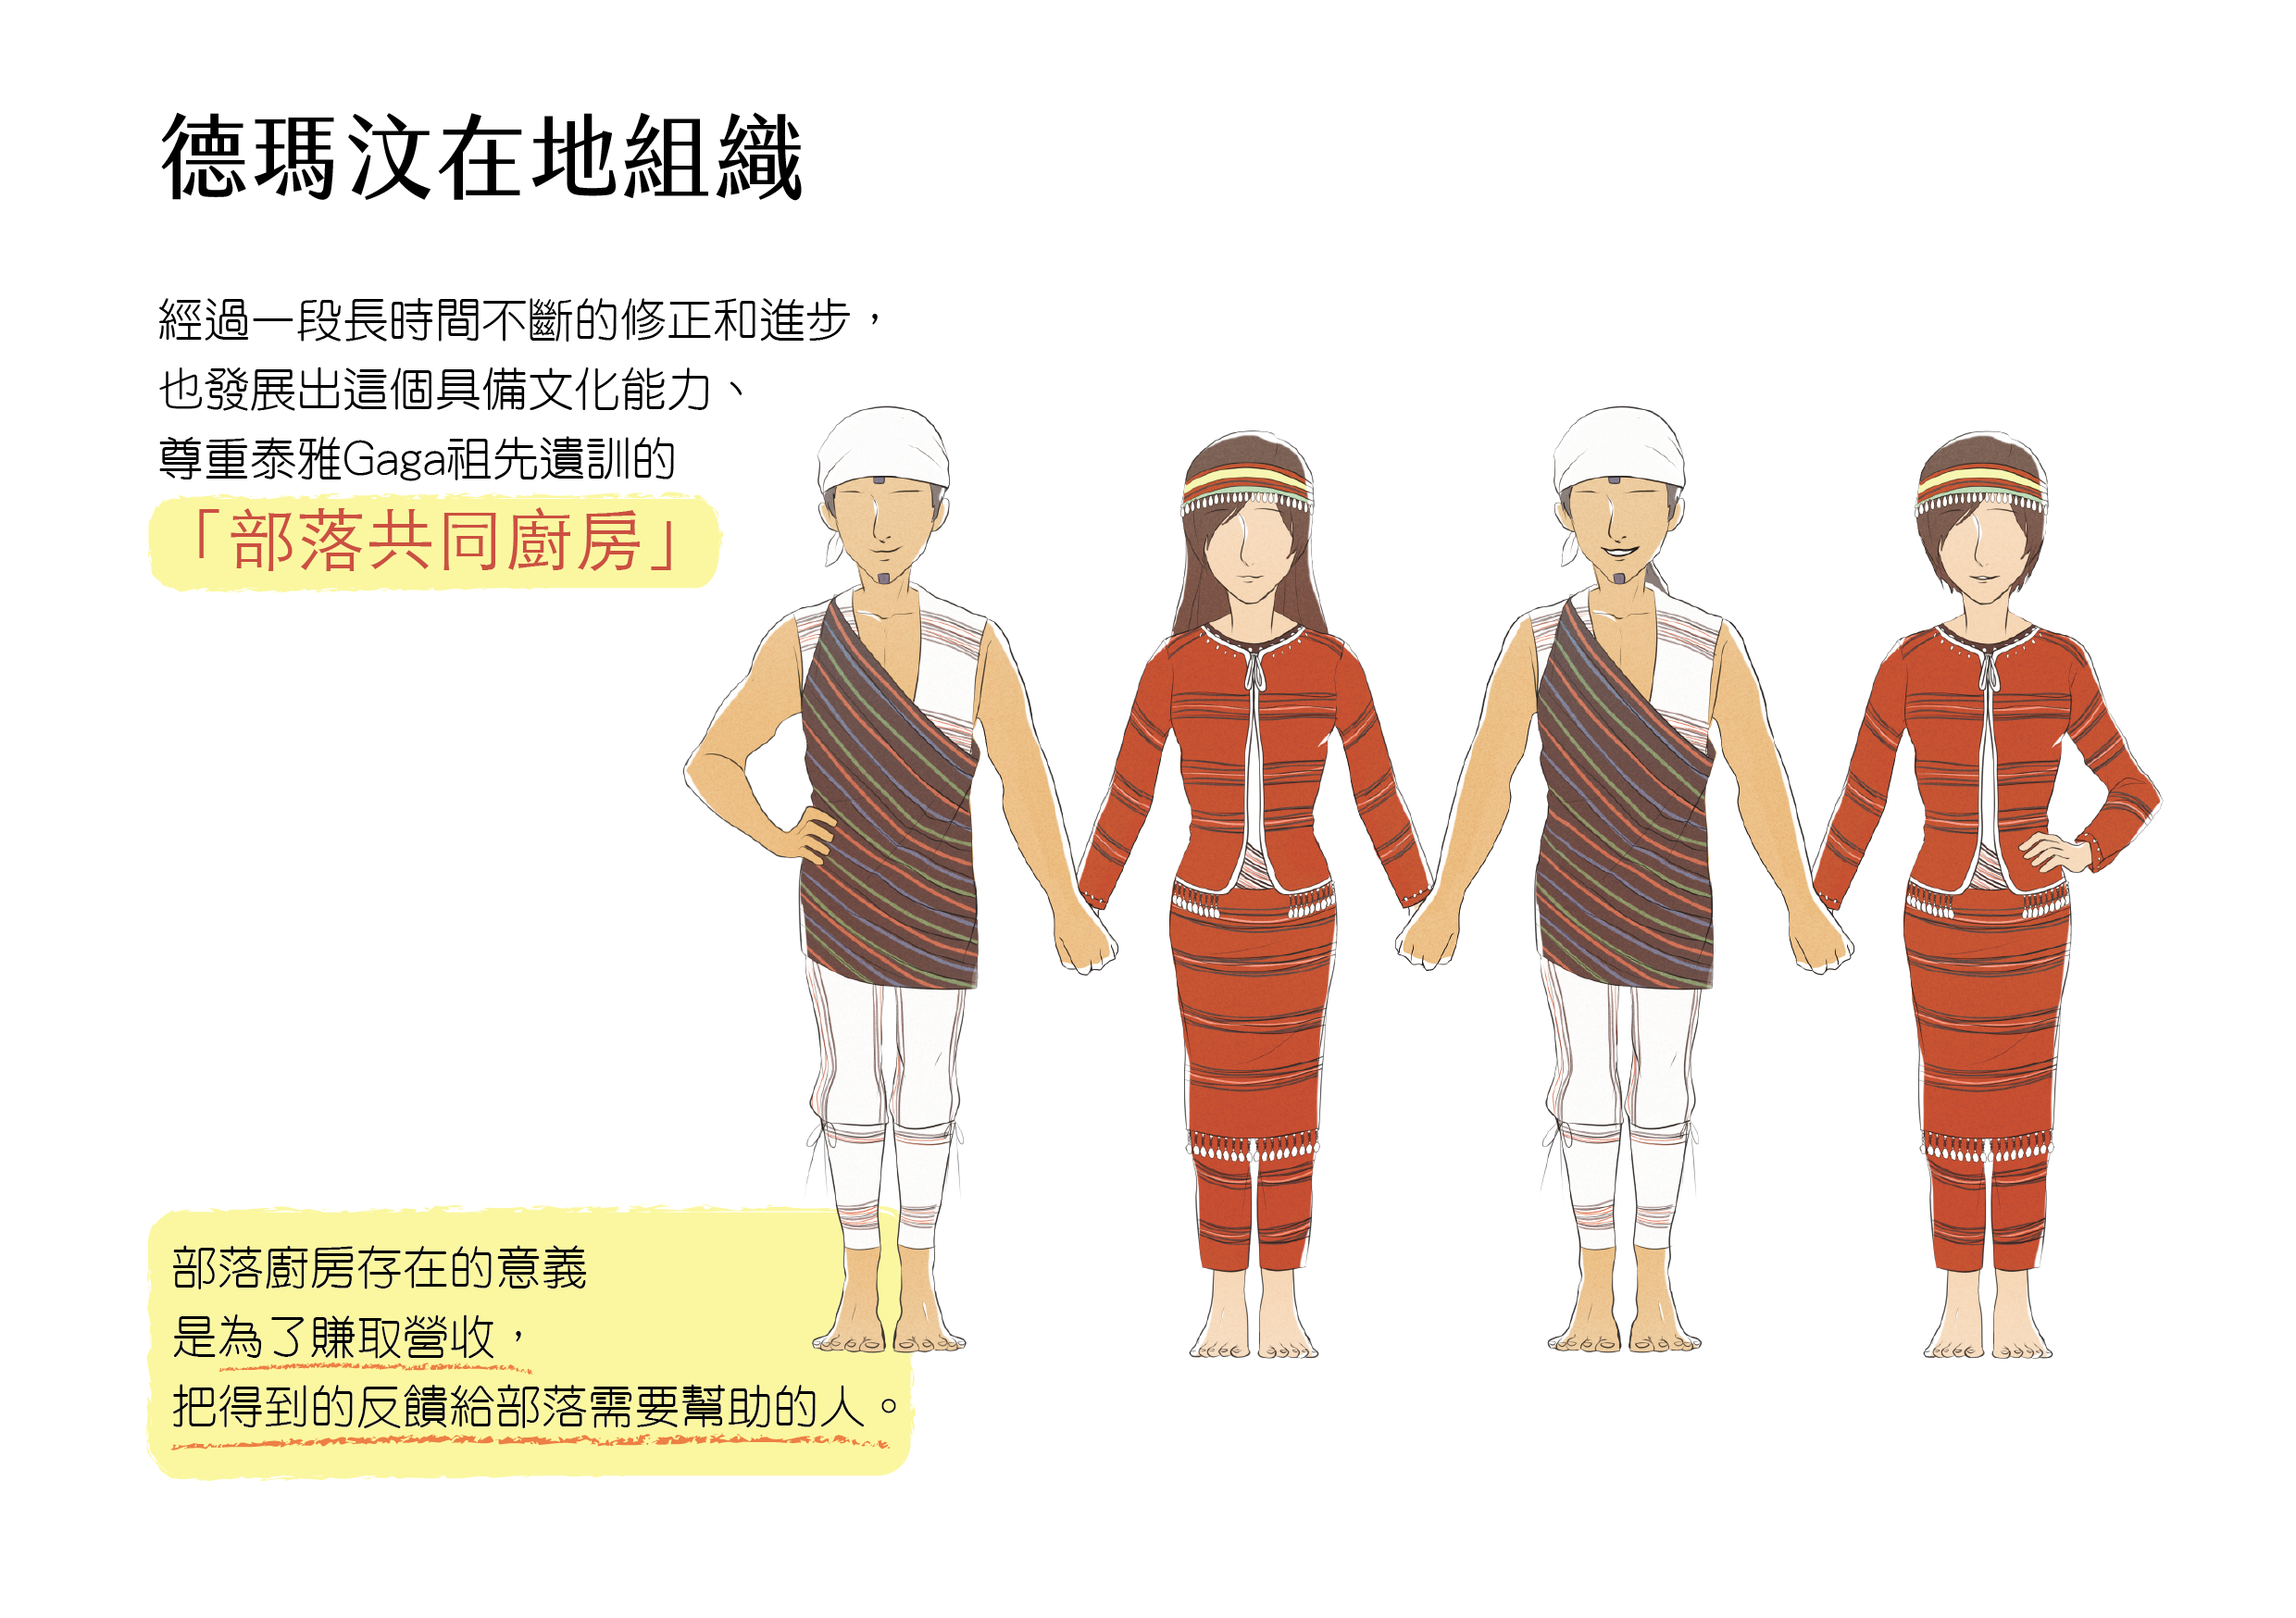 德瑪汶在地組織
經過一段長時間不斷的修正和進步，
也發展出這個具備文化能力、
尊重泰雅Gaga祖先遺訓的
「部落共同廚房」
部落廚房存在的意義
是為了賺取營收，
把得到的反饋給部落需要幫助的人。